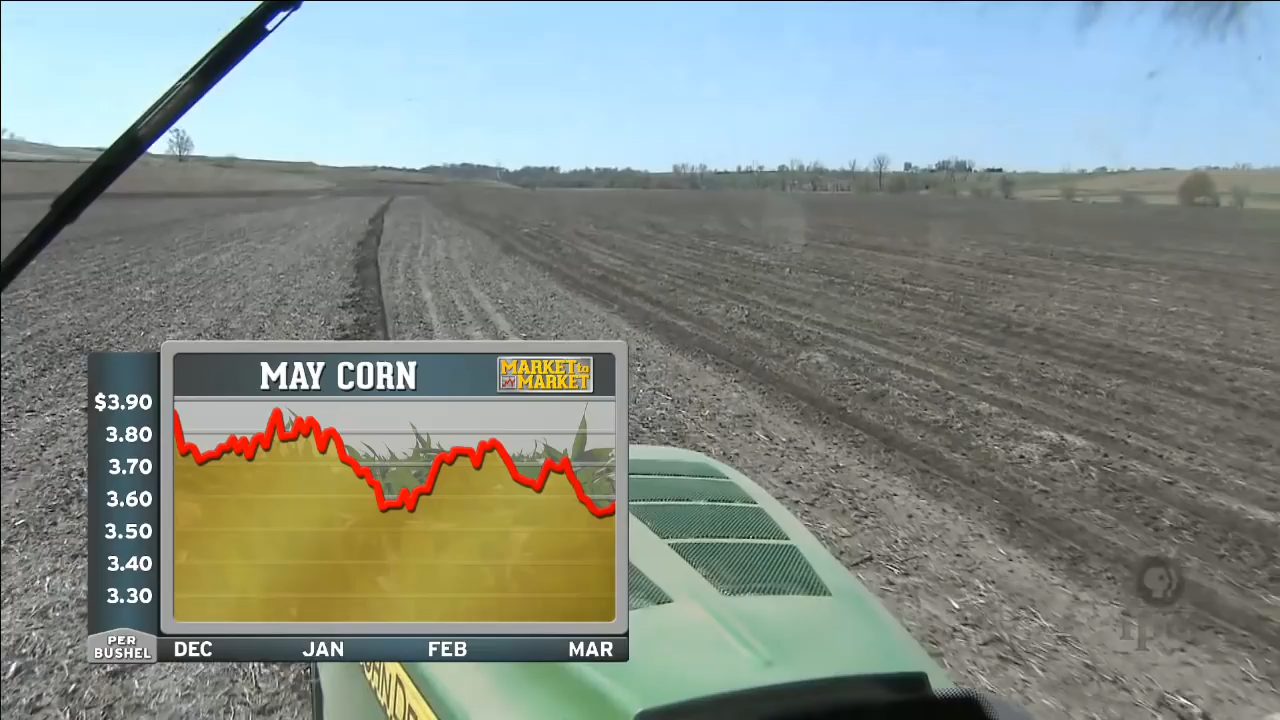 MAY CORN
MARKET to
MARKET
$3.90
3.80
3.70
3.60
3.50
3.40
3.30
PER
BUSHEL
DEC JAN FEB MAR